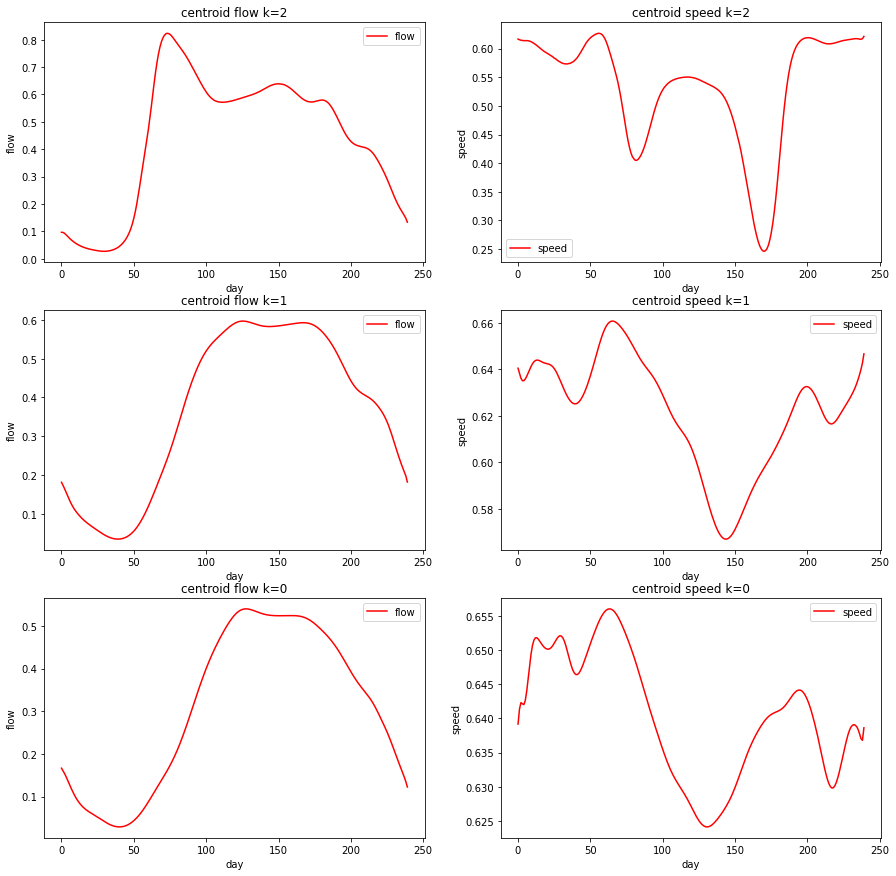 centroid flow k=2
flow
flow
0.8
0.7
0.6
0.5
0.4
0.3
0.2
0.1
0.0
0 50 100 150 200 250
day
centroid speed k=2
speed
speed
0.60
0.55
0.50
0.45
0.40
0.35
0.30
0.25
0 50 100 150 200 250
day
centroid flow k=1
flow
flow
0.6
0.5
0.4
0.3
0.2
0.1
0 50 100 150 200 250
day
centroid speed k=1
speed
speed
0.66
0.64
0.62
0.60
0.58
0 50 100 150 200 250
day
centroid flow k=0
flow
flow
0.5
0.4
0.3
0.2
0.1
0 50 100 150 200 250
day
centroid speed k=0
speed
speed
0.655
0.650
0.645
0.640
0.635
0.630
0.625
0 50 100 150 200 250
day